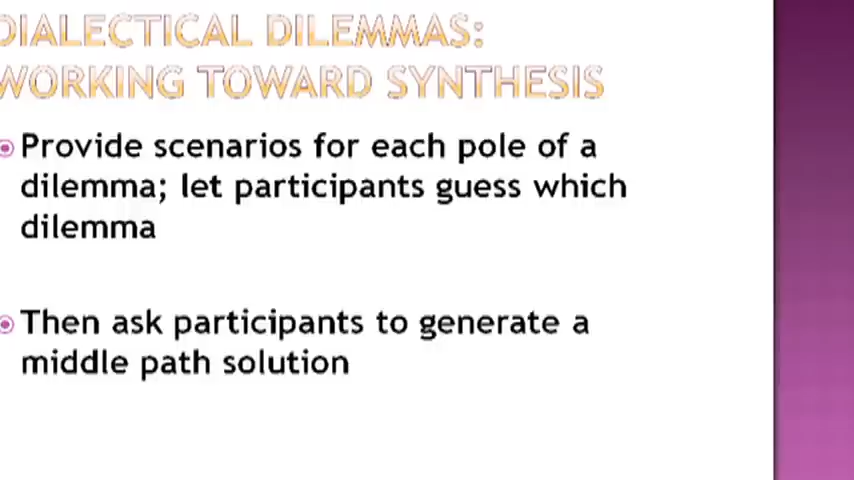 DIALECTICAL DILEMMAS:
WORKING TOWARD SYNTHESIS
Provide scenarios for each pole of a
dilemma; let participants guess which
dilemma
Then ask participants to generate a
middle path solution